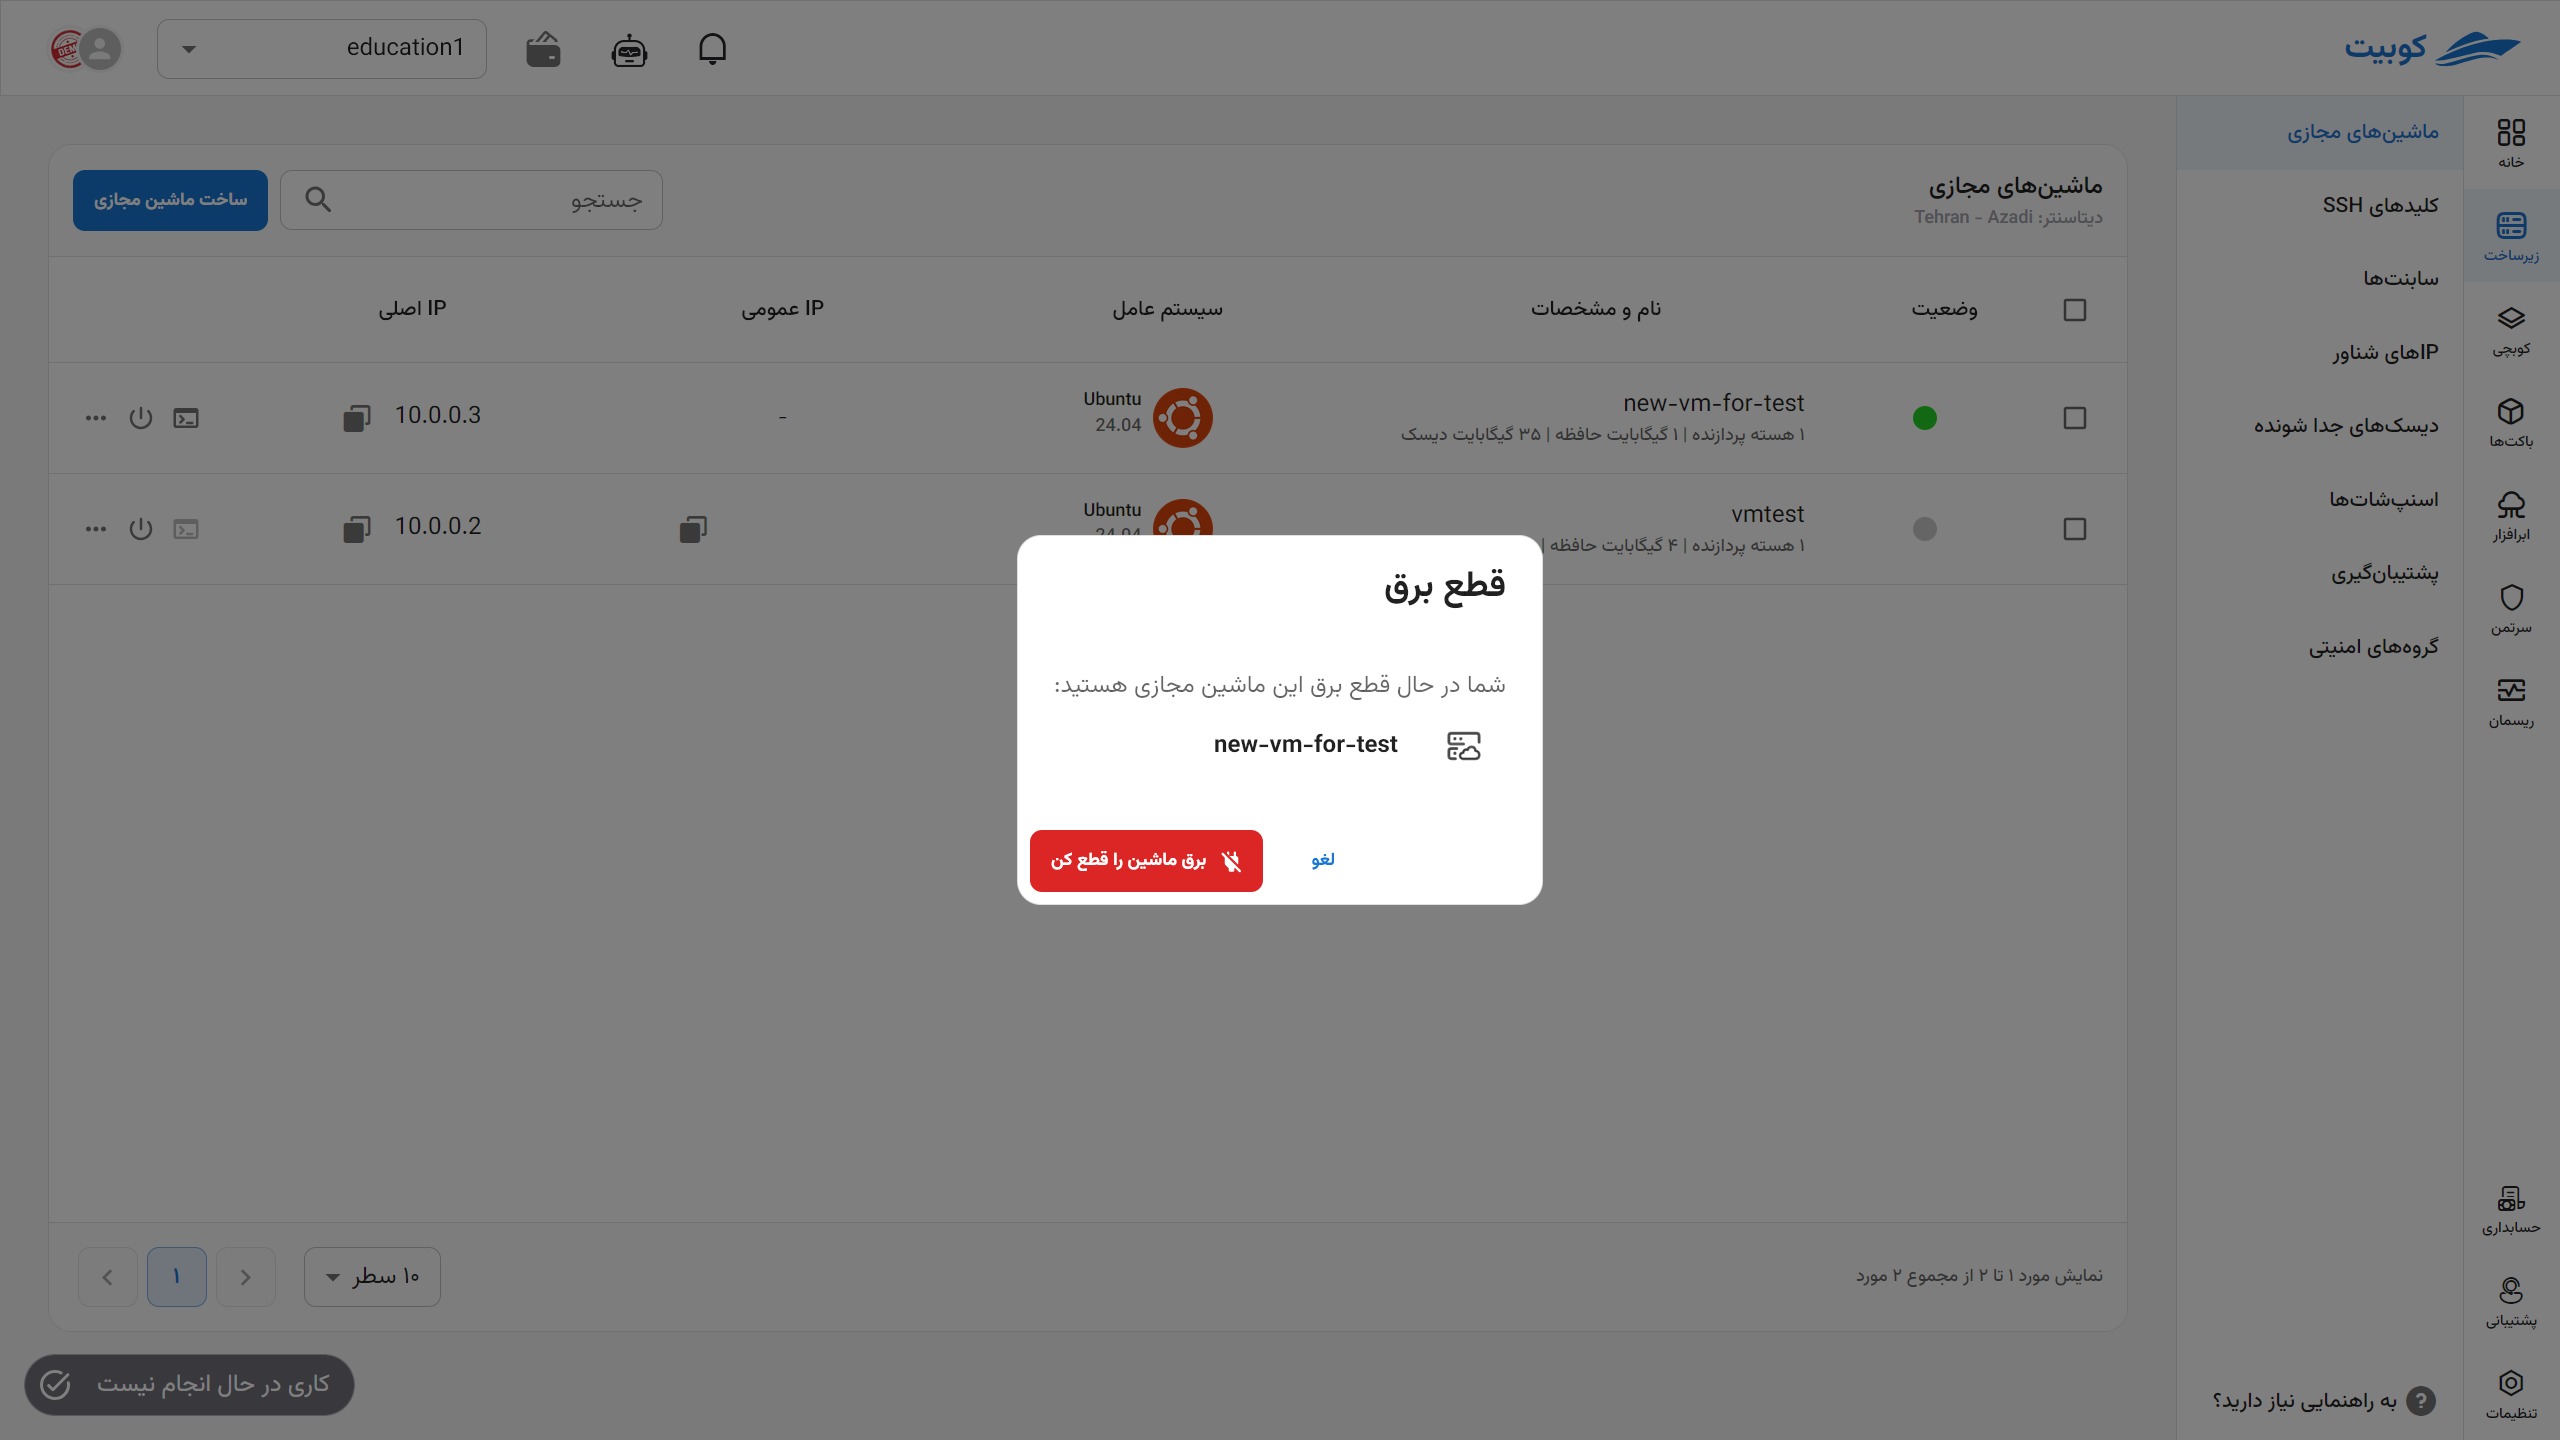 کوبیت
education1
خانه
زیرساخت
کوبچی
باکت‌ها
ابرافزار
سرتمن
ریسمان
حسابداری
پشتیبانی
تنظیمات
ماشین‌های مجازی
کلیدهای SSH
سابنت‌ها
IPهای شناور
دیسک‌های جدا شونده
اسنپ‌شات‌ها
پشتیبان‌گیری
گروه‌های امنیتی
به راهنمایی نیاز دارید؟
ماشین‌های مجازی
دیتاسنتر: Tehran - Azadi
جستجو
ساخت ماشین مجازی
وضعیت
نام و مشخصات
سیستم عامل
IP عمومی
IP اصلی
new-vm-for-test
۱ هسته پردازنده | ۱ گیگابایت حافظه | ۳۵ گیگابایت دیسک
Ubuntu
24.04
-
10.0.0.3
vmtest
۱ هسته پردازنده | ۴ گیگابایت حافظه |
Ubuntu
24.04
10.0.0.2
قطع برق
شما در حال قطع برق این ماشین مجازی هستید:
new-vm-for-test
لغو
برق ماشین را قطع کن
نمایش مورد ۱ تا ۲ از مجموع ۲ مورد
۱۰ سطر
۱
کاری در حال انجام نیست